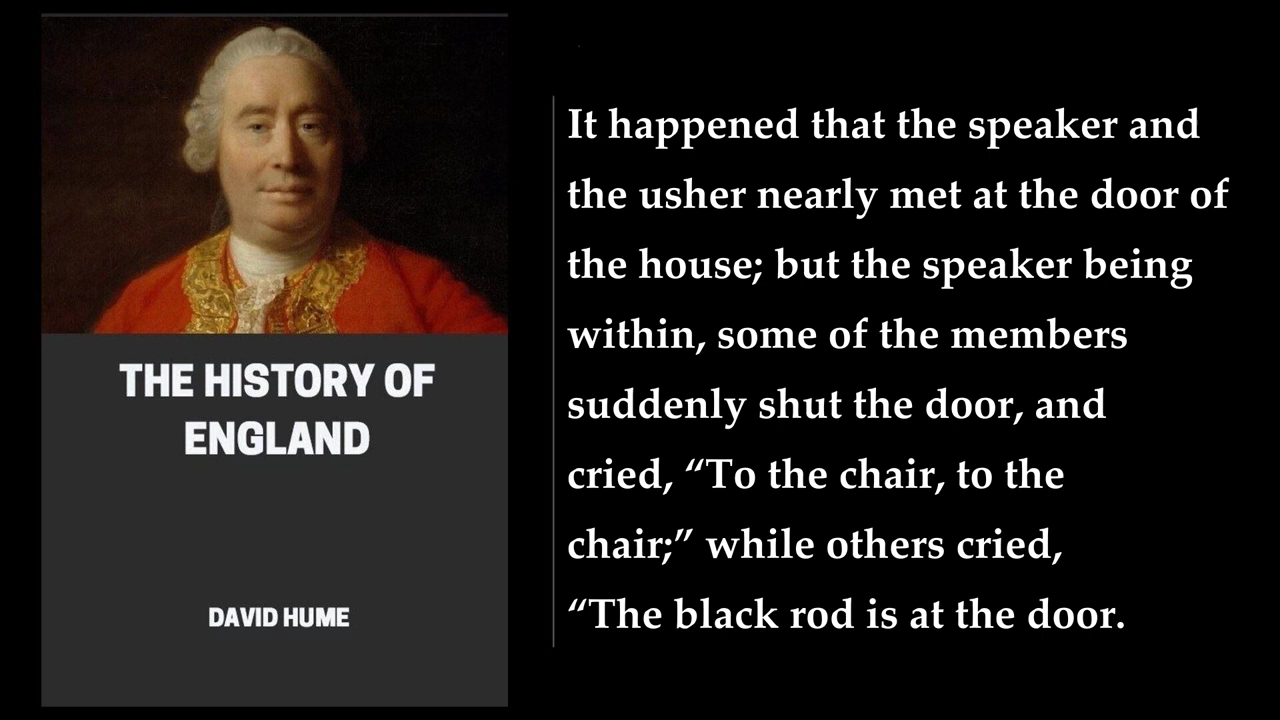 THE HISTORY OF
ENGLAND
DAVID HUME
It happened that the speaker and
the usher nearly met at the door of
the house; but the speaker being
within, some of the members
suddenly shut the door, and
cried, “To the chair, to the
chair;” while others cried,
“The black rod is at the door.